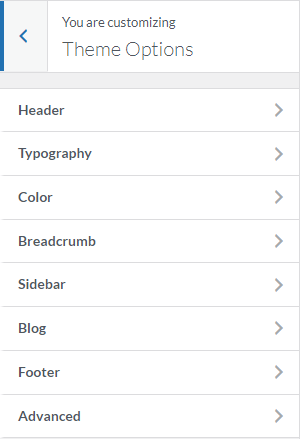 You are customizing
Theme Options
Header
Typography
Color
Breadcrumb
Sidebar
Blog
Footer
Advanced